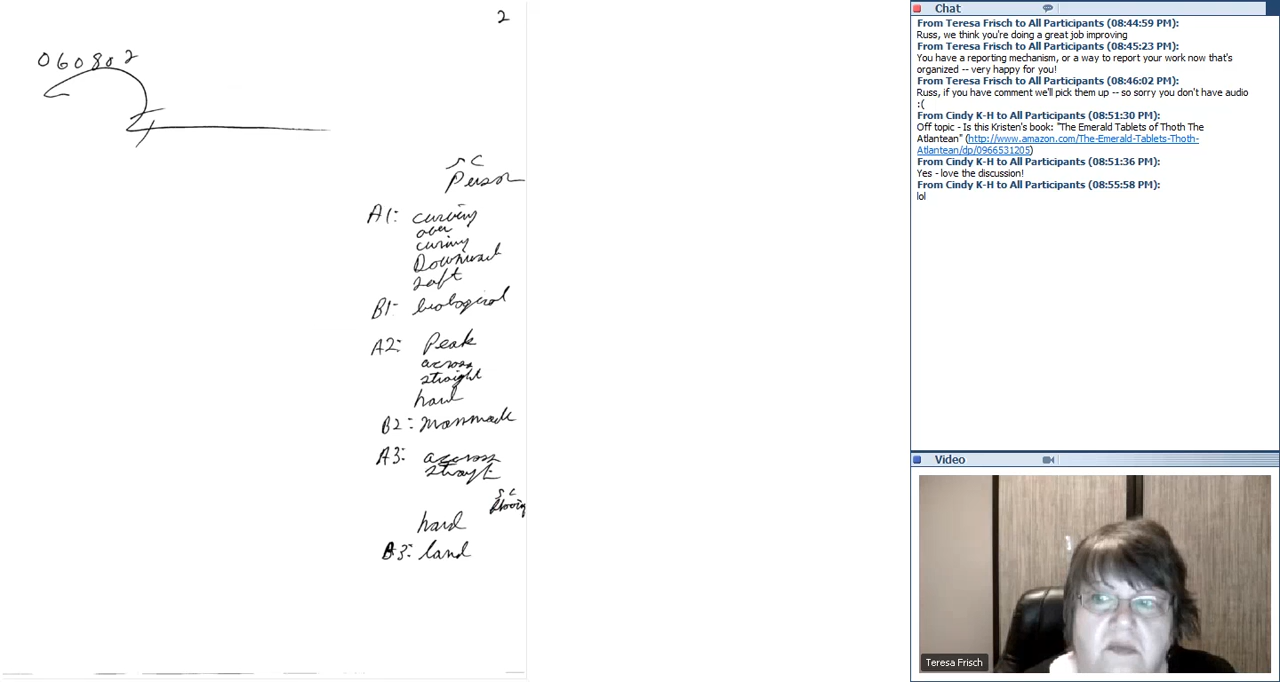 2
060802
SC
Person
A1: curving
over
curving
Downward
soft
B1: biological
A2: Peak
across
straight
hard
B2: Manmade
A3: across
straight
SC
hard
B3: land
Chat
From Teresa Frisch to All Participants (08:44:59 PM):
Russ, we think you're doing a great job improving
From Teresa Frisch to All Participants (08:45:23 PM):
You have a reporting mechanism, or a way to report your work now that's
organized -- very happy for you!
From Teresa Frisch to All Participants (08:46:02 PM):
Russ, if you have comment we'll pick them up -- so sorry you don't have audio
:(
From Cindy K-H to All Participants (08:51:30 PM):
Off topic - Is this Kristen's book: "The Emerald Tablets of Thoth The
Atlantean" (http://www.amazon.com/The-Emerald-Tablets-Thoth-
Atlantean/dp/0966531205)
From Cindy K-H to All Participants (08:51:36 PM):
Yes - love the discussion!
From Cindy K-H to All Participants (08:55:58 PM):
lol
Video
Teresa Frisch